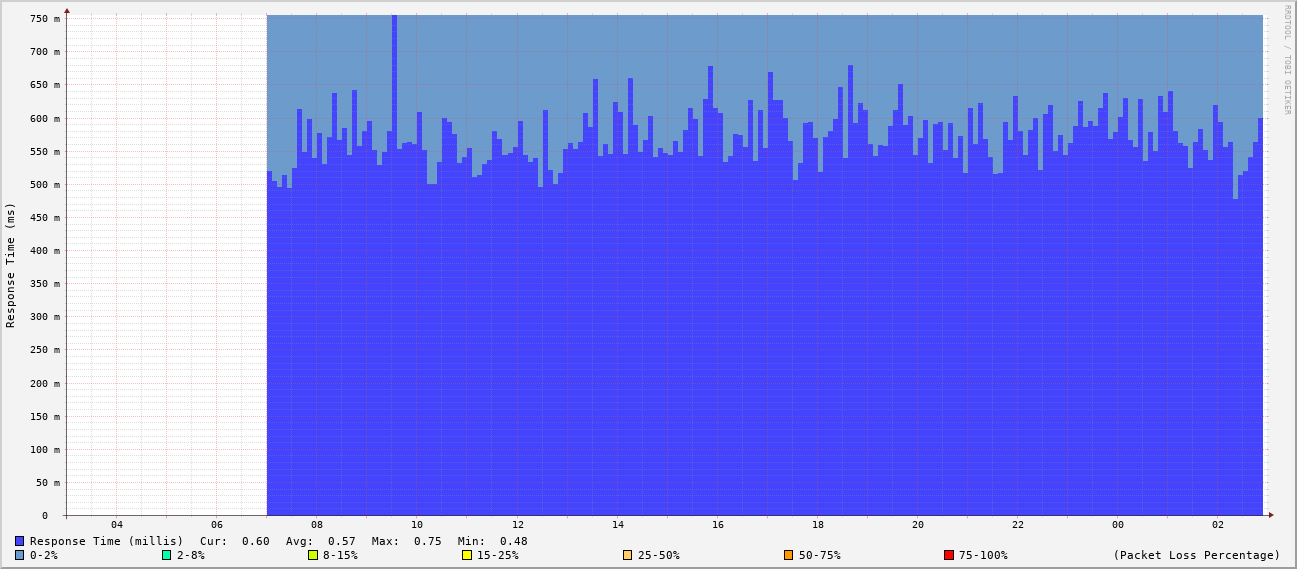 RRDTOOL / TOBI OETIKER
Response Time (ms)
750 m
700 m
650 m
600 m
550 m
500 m
450 m
400 m
350 m
300 m
250 m
200 m
150 m
100 m
50 m
0
04 06 08 10 12 14 16 18 20 22 00 02
Response Time (millis) Cur: 0.60 Avg: 0.57 Max: 0.75 Min: 0.48
0-2% 2-8% 8-15% 15-25% 25-50% 50-75% 75-100% (Packet Loss Percentage)